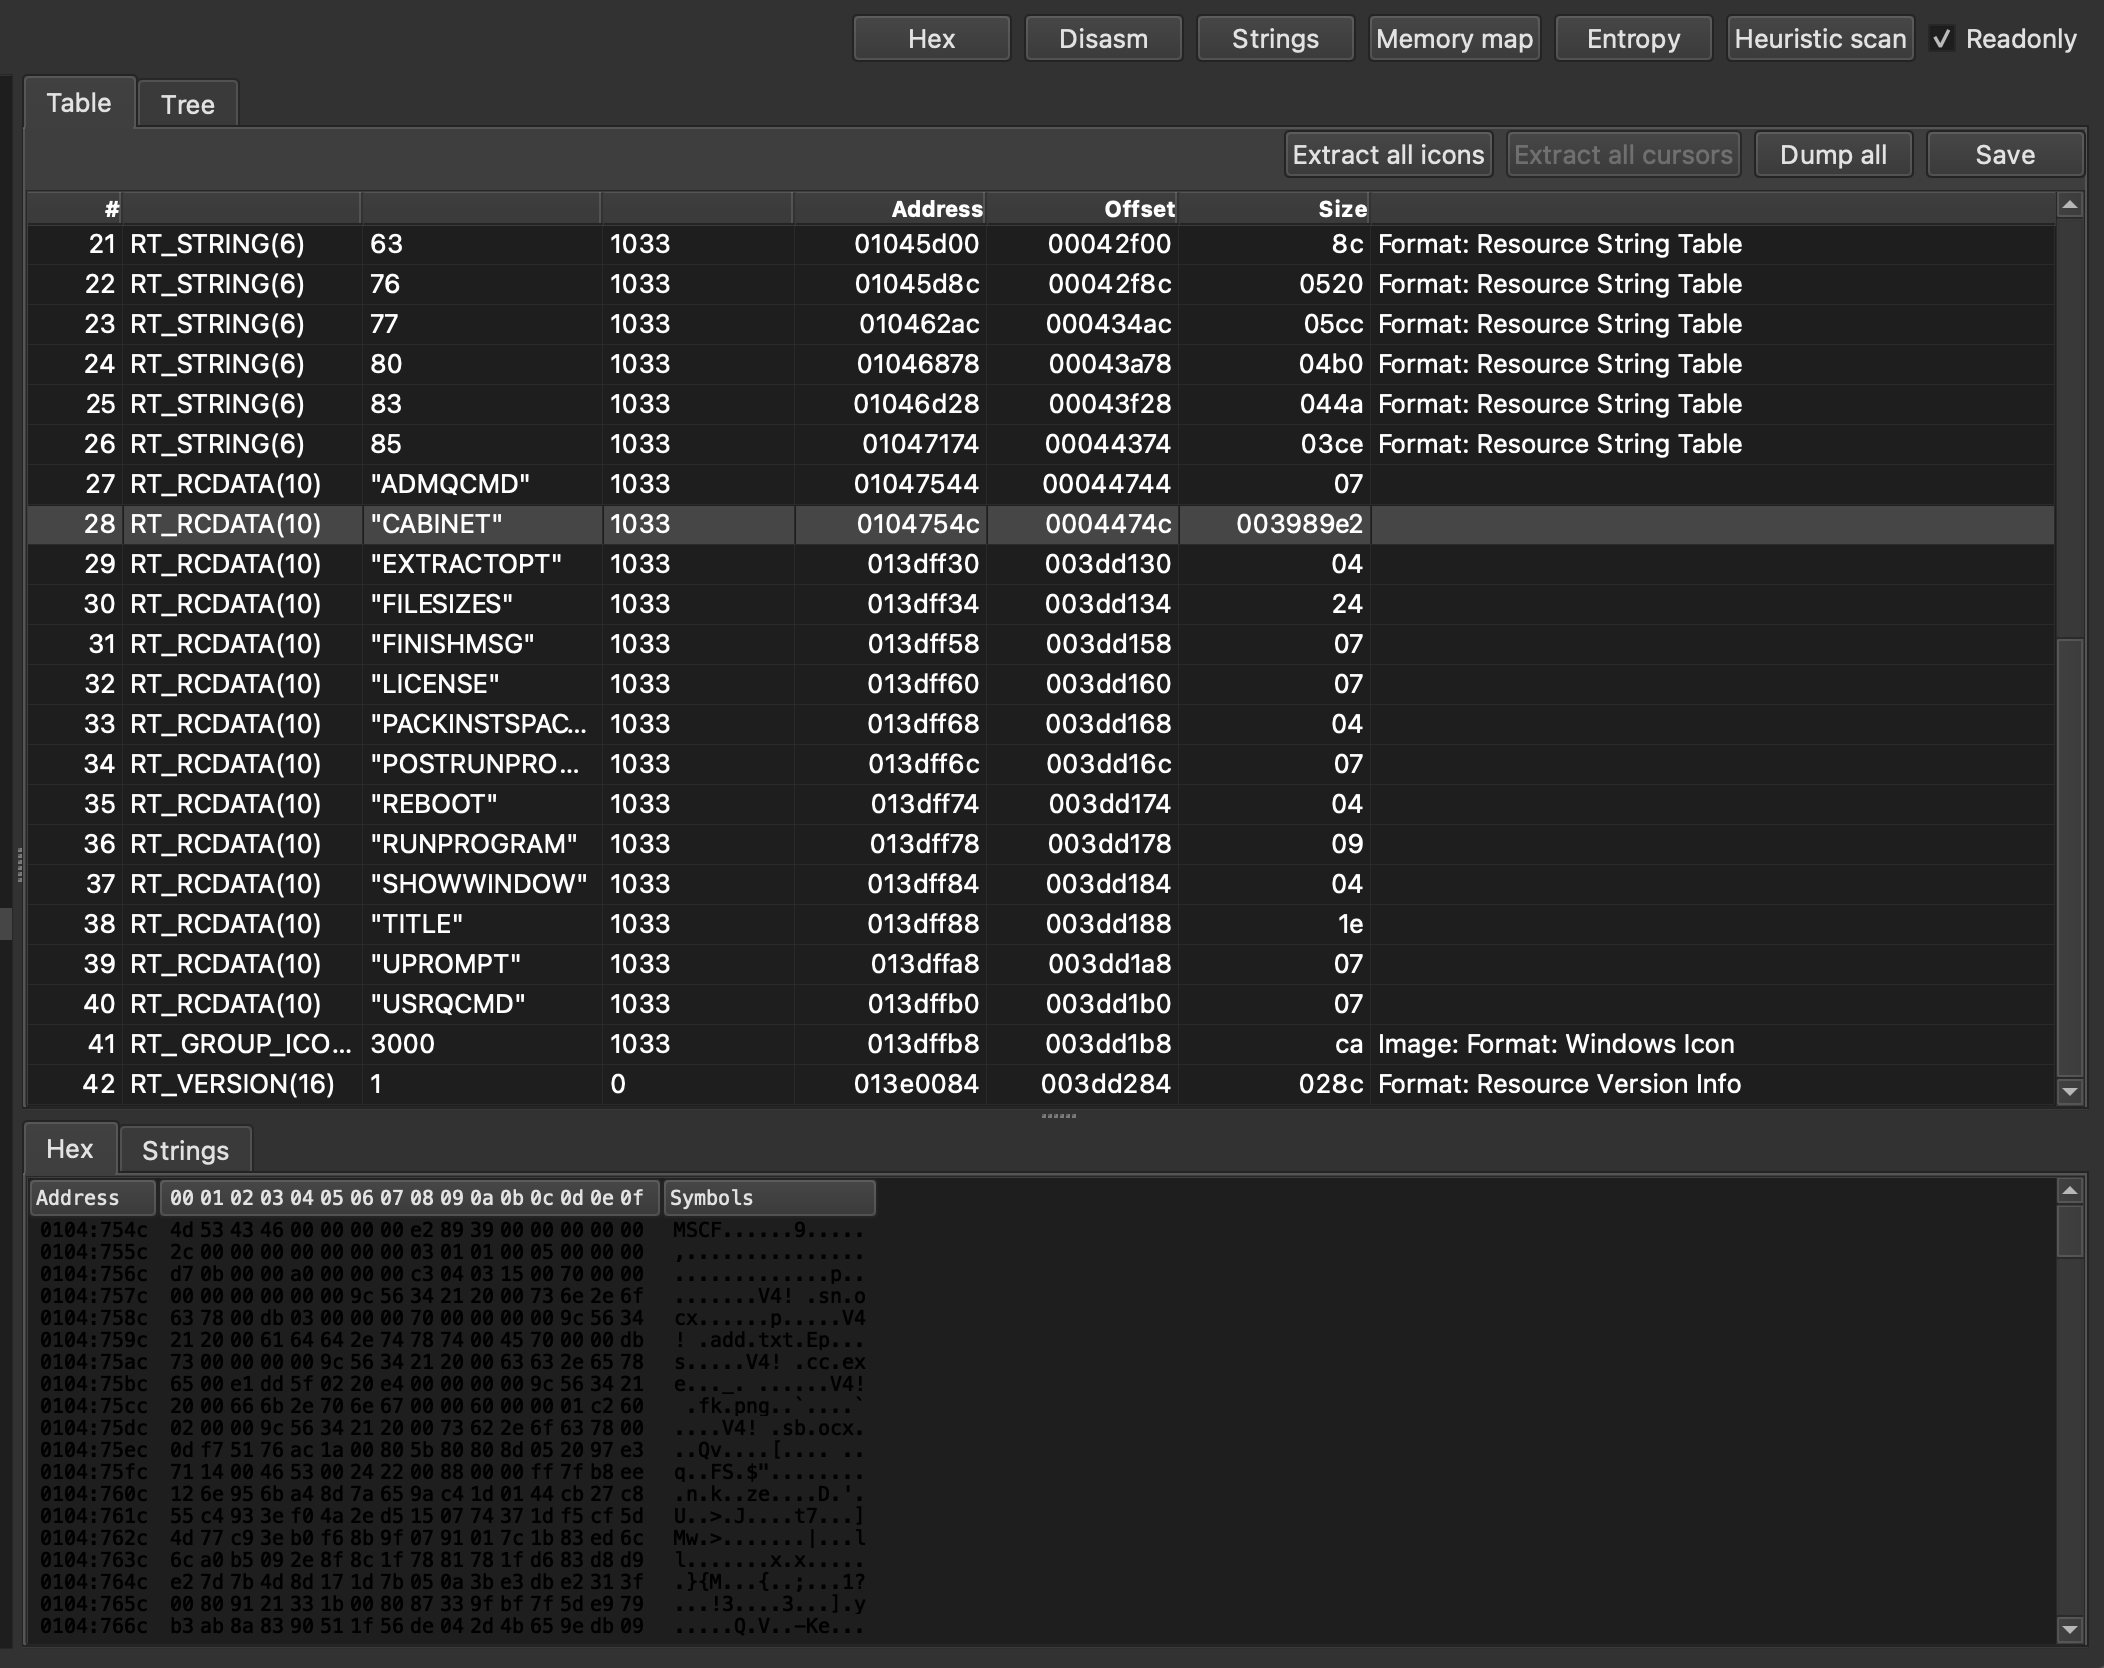 Hex Disasm Strings Memory map Entropy Heuristic scan ✓ Readonly
Table Tree
Extract all icons Extract all cursors Dump all Save
# Address Offset Size
21 RT_STRING(6) 63 1033 01045d00 00042f00 8c Format: Resource String Table
22 RT_STRING(6) 76 1033 01045d8c 00042f8c 0520 Format: Resource String Table
23 RT_STRING(6) 77 1033 010462ac 000434ac 05cc Format: Resource String Table
24 RT_STRING(6) 80 1033 01046878 00043a78 04b0 Format: Resource String Table
25 RT_STRING(6) 83 1033 01046d28 00043f28 044a Format: Resource String Table
26 RT_STRING(6) 85 1033 01047174 00044374 03ce Format: Resource String Table
27 RT_RCDATA(10) "ADMQCMD" 1033 01047544 00044744 07
28 RT_RCDATA(10) "CABINET" 1033 0104754c 0004474c 003989e2
29 RT_RCDATA(10) "EXTRACTOPT" 1033 013dff30 003dd130 04
30 RT_RCDATA(10) "FILESIZES" 1033 013dff34 003dd134 24
31 RT_RCDATA(10) "FINISHMSG" 1033 013dff58 003dd158 07
32 RT_RCDATA(10) "LICENSE" 1033 013dff60 003dd160 07
33 RT_RCDATA(10) "PACKINSTSPAC... 1033 013dff68 003dd168 04
34 RT_RCDATA(10) "POSTRUNPRO... 1033 013dff6c 003dd16c 07
35 RT_RCDATA(10) "REBOOT" 1033 013dff74 003dd174 04
36 RT_RCDATA(10) "RUNPROGRAM" 1033 013dff78 003dd178 09
37 RT_RCDATA(10) "SHOWWINDOW" 1033 013dff84 003dd184 04
38 RT_RCDATA(10) "TITLE" 1033 013dff88 003dd188 1e
39 RT_RCDATA(10) "UPROMPT" 1033 013dffa8 003dd1a8 07
40 RT_RCDATA(10) "USRQCMD" 1033 013dffb0 003dd1b0 07
41 RT_GROUP_ICO... 3000 1033 013dffb8 003dd1b8 ca Image: Format: Windows Icon
42 RT_VERSION(16) 1 0 013e0084 003dd284 028c Format: Resource Version Info
Hex Strings
Address 00 01 02 03 04 05 06 07 08 09 0a 0b 0c 0d 0e 0f Symbols
0104:754c 4d 53 43 46 00 00 00 00 e2 89 39 00 00 00 00 00 MSCF......9.....
0104:755c 2c 00 00 00 00 00 00 00 03 01 01 00 05 00 00 00 ,...............
0104:756c d7 0b 00 00 a0 00 00 00 c3 04 03 15 00 70 00 00 .............p..
0104:757c 00 00 00 00 00 00 9c 56 34 21 20 00 73 6e 2e 6f .......V4! .sn.o
0104:758c 63 78 00 db 03 00 00 00 70 00 00 00 00 9c 56 34 cx......p.....V4
0104:759c 21 20 00 61 64 64 2e 74 78 74 00 45 70 00 00 db ! .add.txt.Ep...
0104:75ac 73 00 00 00 00 9c 56 34 21 20 00 63 63 2e 65 78 s.....V4! .cc.ex
0104:75bc 65 00 e1 dd 5f 02 20 e4 00 00 00 00 9c 56 34 21 e..._. ......V4!
0104:75cc 20 00 66 6b 2e 70 6e 67 00 00 60 00 00 01 c2 60 .fk.png..`....`
0104:75dc 02 00 00 9c 56 34 21 20 00 73 62 2e 6f 63 78 00 ....V4! .sb.ocx.
0104:75ec 0d f7 51 76 ac 1a 00 80 5b 80 80 8d 05 20 97 e3 ..Qv....[.... ..
0104:75fc 71 14 00 46 53 00 24 22 00 88 00 00 ff 7f b8 ee q..FS.$"........
0104:760c 12 6e 95 6b a4 8d 7a 65 9a c4 1d 01 44 cb 27 c8 .n.k..ze....D.'.
0104:761c 55 c4 93 3e f0 4a 2e d5 15 07 74 37 1d f5 cf 5d U..>.J....t7...]
0104:762c 4d 77 c9 3e b0 f6 8b 9f 07 91 01 7c 1b 83 ed 6c Mw.>.......|...l
0104:763c 6c a0 b5 09 2e 8f 8c 1f 78 81 78 1f d6 83 d8 d9 l.......x.x.....
0104:764c e2 7d 7b 4d 8d 17 1d 7b 05 0a 3b e3 db e2 31 3f .}{M...{..;...1?
0104:765c 00 80 91 21 33 1b 00 80 87 33 9f bf 7f 5d e9 79 ...!3....3...].y
0104:766c b3 ab 8a 83 90 51 1f 56 de 04 2d 4b 65 9e db 09 .....Q.V..-Ke...